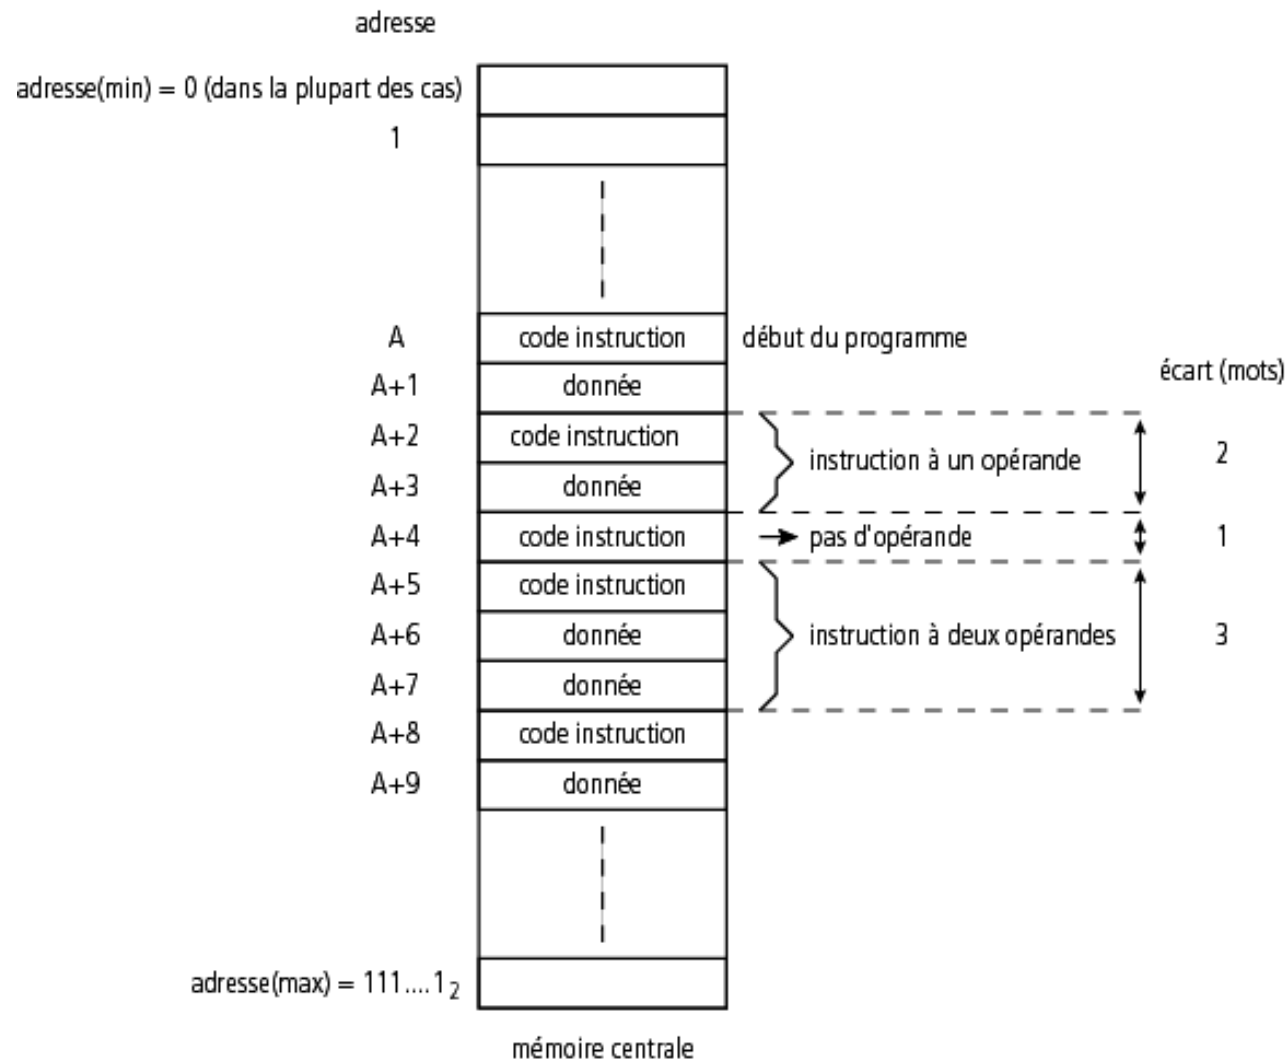 adresse
adresse(min) = 0 (dans la plupart des cas)
1
A code instruction début du programme
écart (mots)
A+1 donnée
A+2 code instruction
instruction à un opérande 2
A+3 donnée
A+4 code instruction pas d'opérande 1
A+5 code instruction
A+6 donnée instruction à deux opérandes 3
A+7 donnée
A+8 code instruction
A+9 donnée
adresse(max) = 111....1₂
mémoire centrale